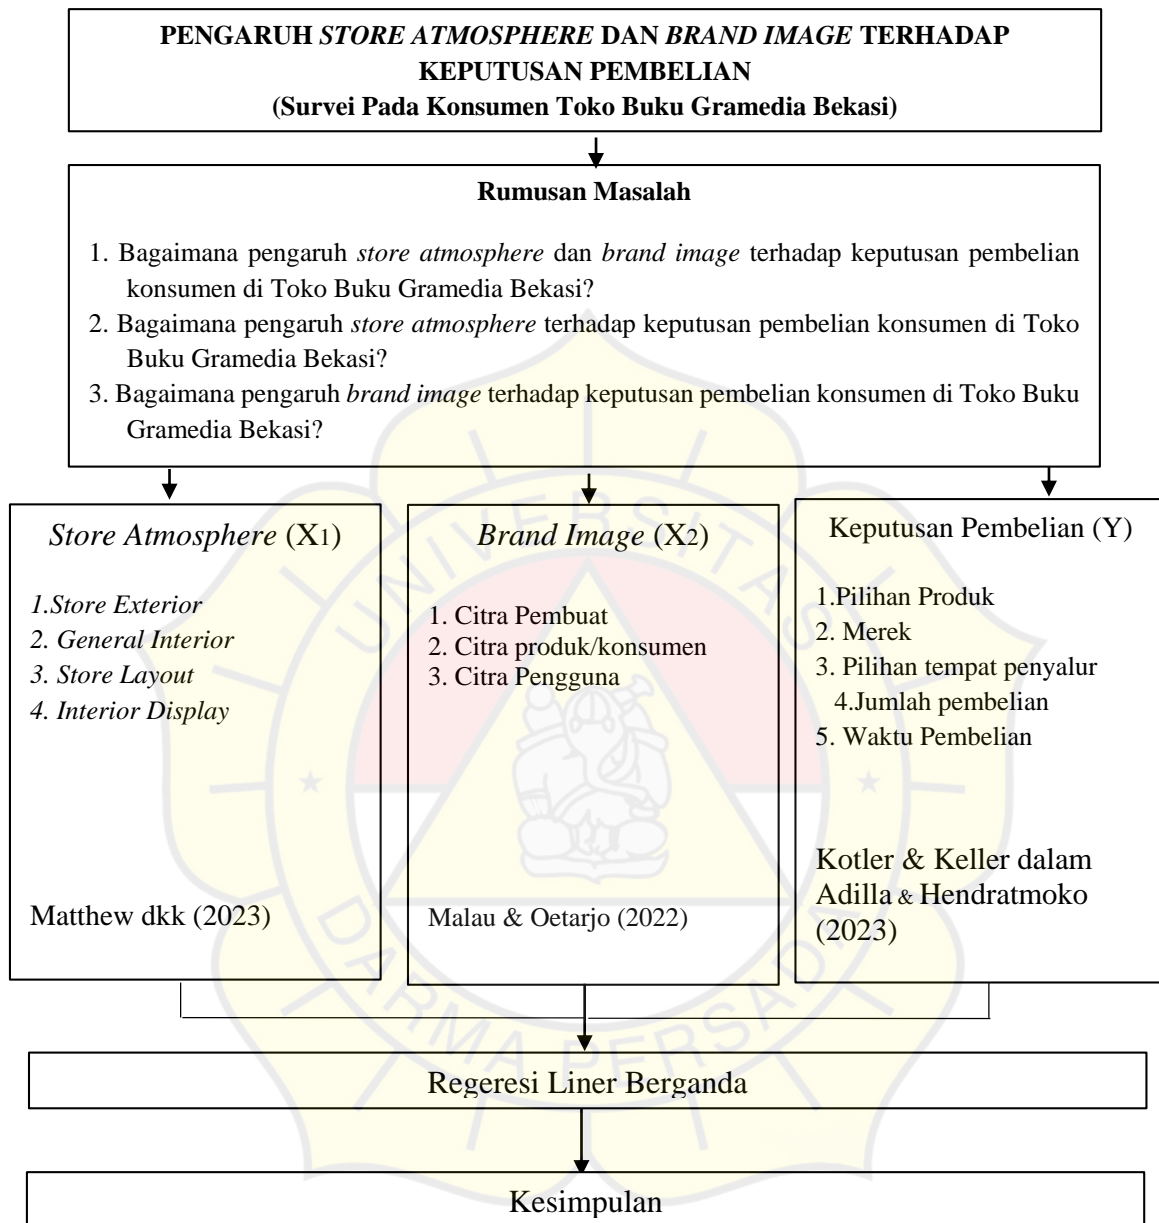 PENGARUH STORE ATMOSPHERE DAN BRAND IMAGE TERHADAP
KEPUTUSAN PEMBELIAN
(Survei Pada Konsumen Toko Buku Gramedia Bekasi)
Rumusan Masalah
1. Bagaimana pengaruh store atmosphere dan brand image terhadap keputusan pembelian
konsumen di Toko Buku Gramedia Bekasi?
2. Bagaimana pengaruh store atmosphere terhadap keputusan pembelian konsumen di Toko
Buku Gramedia Bekasi?
3. Bagaimana pengaruh brand image terhadap keputusan pembelian konsumen di Toko Buku
Gramedia Bekasi?
Store Atmosphere (X1)
1.Store Exterior
2. General Interior
3. Store Layout
4. Interior Display
Matthew dkk (2023)
Brand Image (X2)
1. Citra Pembuat
2. Citra produk/konsumen
3. Citra Pengguna
Malau & Oetarjo (2022)
Keputusan Pembelian (Y)
1.Pilihan Produk
2. Merek
3. Pilihan tempat penyalur
4.Jumlah pembelian
5. Waktu Pembelian
Kotler & Keller dalam
Adilla & Hendratmoko
(2023)
Regeresi Liner Berganda
Kesimpulan
UNIVERSITAS
DARMA PERSADA